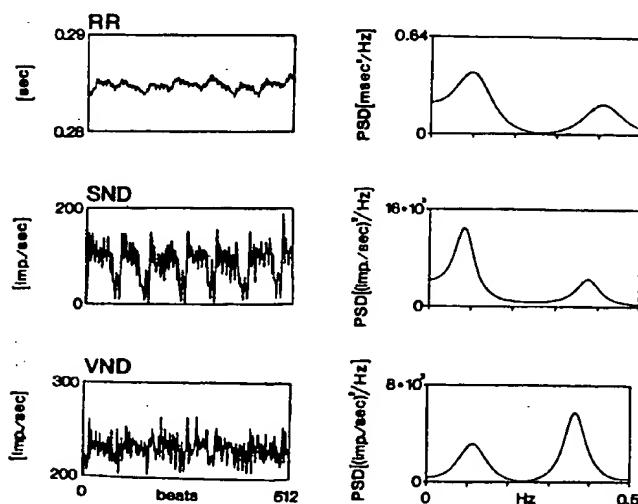 RR
0.29
[sec]
0.28
0.64
PSD[msec²/Hz]
0
SND
200
[imp/sec]
0
16•10³
PSD[(imp/sec)²/Hz]
0
VND
300
[imp/sec]
200
0
beats
512
8•10³
PSD[(imp/sec)²/Hz]
0
0
Hz
0.5